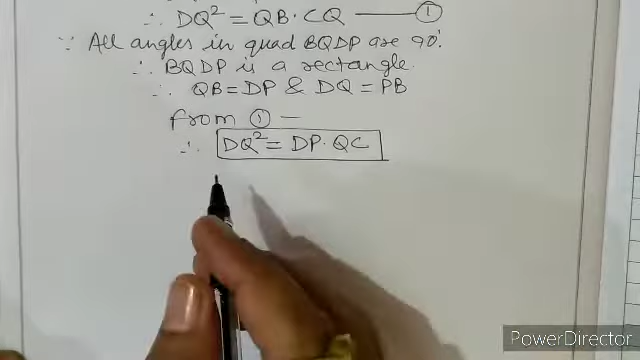 ∴ DQ² = QB · CQ —— ①
∵ All angles in quad BQDP are 90°.
∴ BQDP is a rectangle.
∴ QB = DP & DQ = PB
from ① —
∴ DQ² = DP · QC
PowerDirector